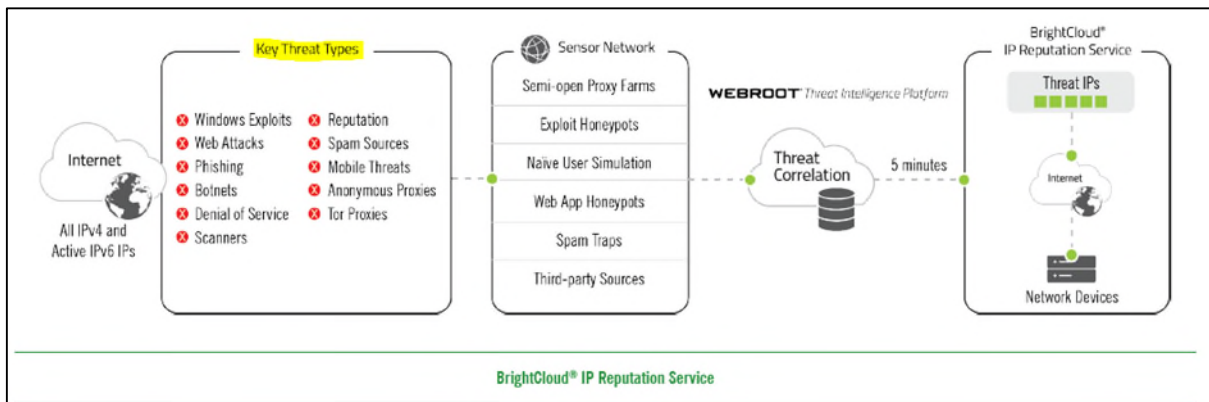 Internet
All IPv4 and
Active IPv6 IPs
Key Threat Types
Windows Exploits
Web Attacks
Phishing
Botnets
Denial of Service
Scanners
Reputation
Spam Sources
Mobile Threats
Anonymous Proxies
Tor Proxies
Sensor Network
Semi-open Proxy Farms
Exploit Honeypots
Naïve User Simulation
Web App Honeypots
Spam Traps
Third-party Sources
WEBROOT Threat Intelligence Platform
Threat
Correlation
5 minutes
BrightCloud®
IP Reputation Service
Threat IPs
Internet
Network Devices
BrightCloud® IP Reputation Service